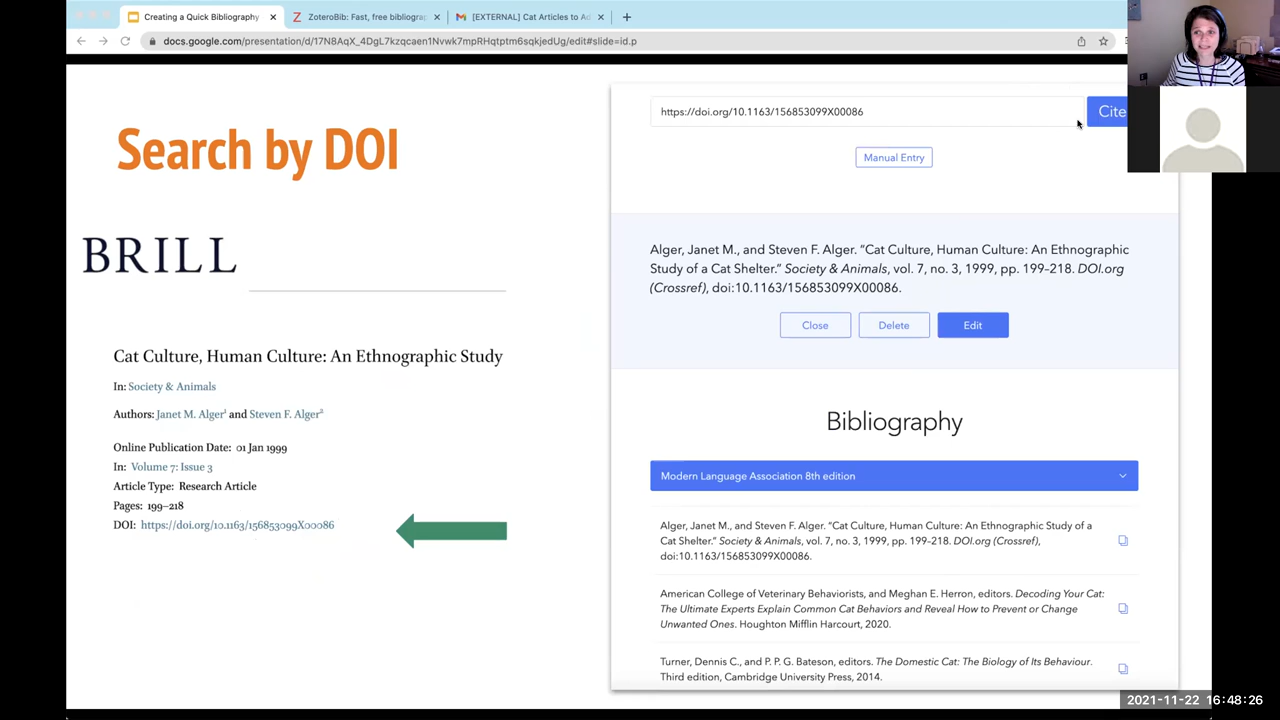 Creating a Quick Bibliography
ZoteroBib: Fast, free bibliograp
[EXTERNAL] Cat Articles to Ad
docs.google.com/presentation/d/17N8AqX_4DgL7kzqcaen1Nvwk7mpRHqtptm6sqkjedUg/edit#slide=id.p
Search by DOI
BRILL
Cat Culture, Human Culture: An Ethnographic Study
In: Society & Animals
Authors: Janet M. Alger1 and Steven F. Alger2
Online Publication Date: 01 Jan 1999
In: Volume 7: Issue 3
Article Type: Research Article
Pages: 199–218
DOI: https://doi.org/10.1163/156853099X00086
https://doi.org/10.1163/156853099X00086
Cite
Manual Entry
Alger, Janet M., and Steven F. Alger. “Cat Culture, Human Culture: An Ethnographic
Study of a Cat Shelter.” Society & Animals, vol. 7, no. 3, 1999, pp. 199–218. DOI.org
(Crossref), doi:10.1163/156853099X00086.
Close
Delete
Edit
Bibliography
Modern Language Association 8th edition
Alger, Janet M., and Steven F. Alger. “Cat Culture, Human Culture: An Ethnographic Study of a
Cat Shelter.” Society & Animals, vol. 7, no. 3, 1999, pp. 199–218. DOI.org (Crossref),
doi:10.1163/156853099X00086.
American College of Veterinary Behaviorists, and Meghan E. Herron, editors. Decoding Your Cat:
The Ultimate Experts Explain Common Cat Behaviors and Reveal How to Prevent or Change
Unwanted Ones. Houghton Mifflin Harcourt, 2020.
Turner, Dennis C., and P. P. G. Bateson, editors. The Domestic Cat: The Biology of Its Behaviour.
Third edition, Cambridge University Press, 2014.
2021-11-22 16:48:26